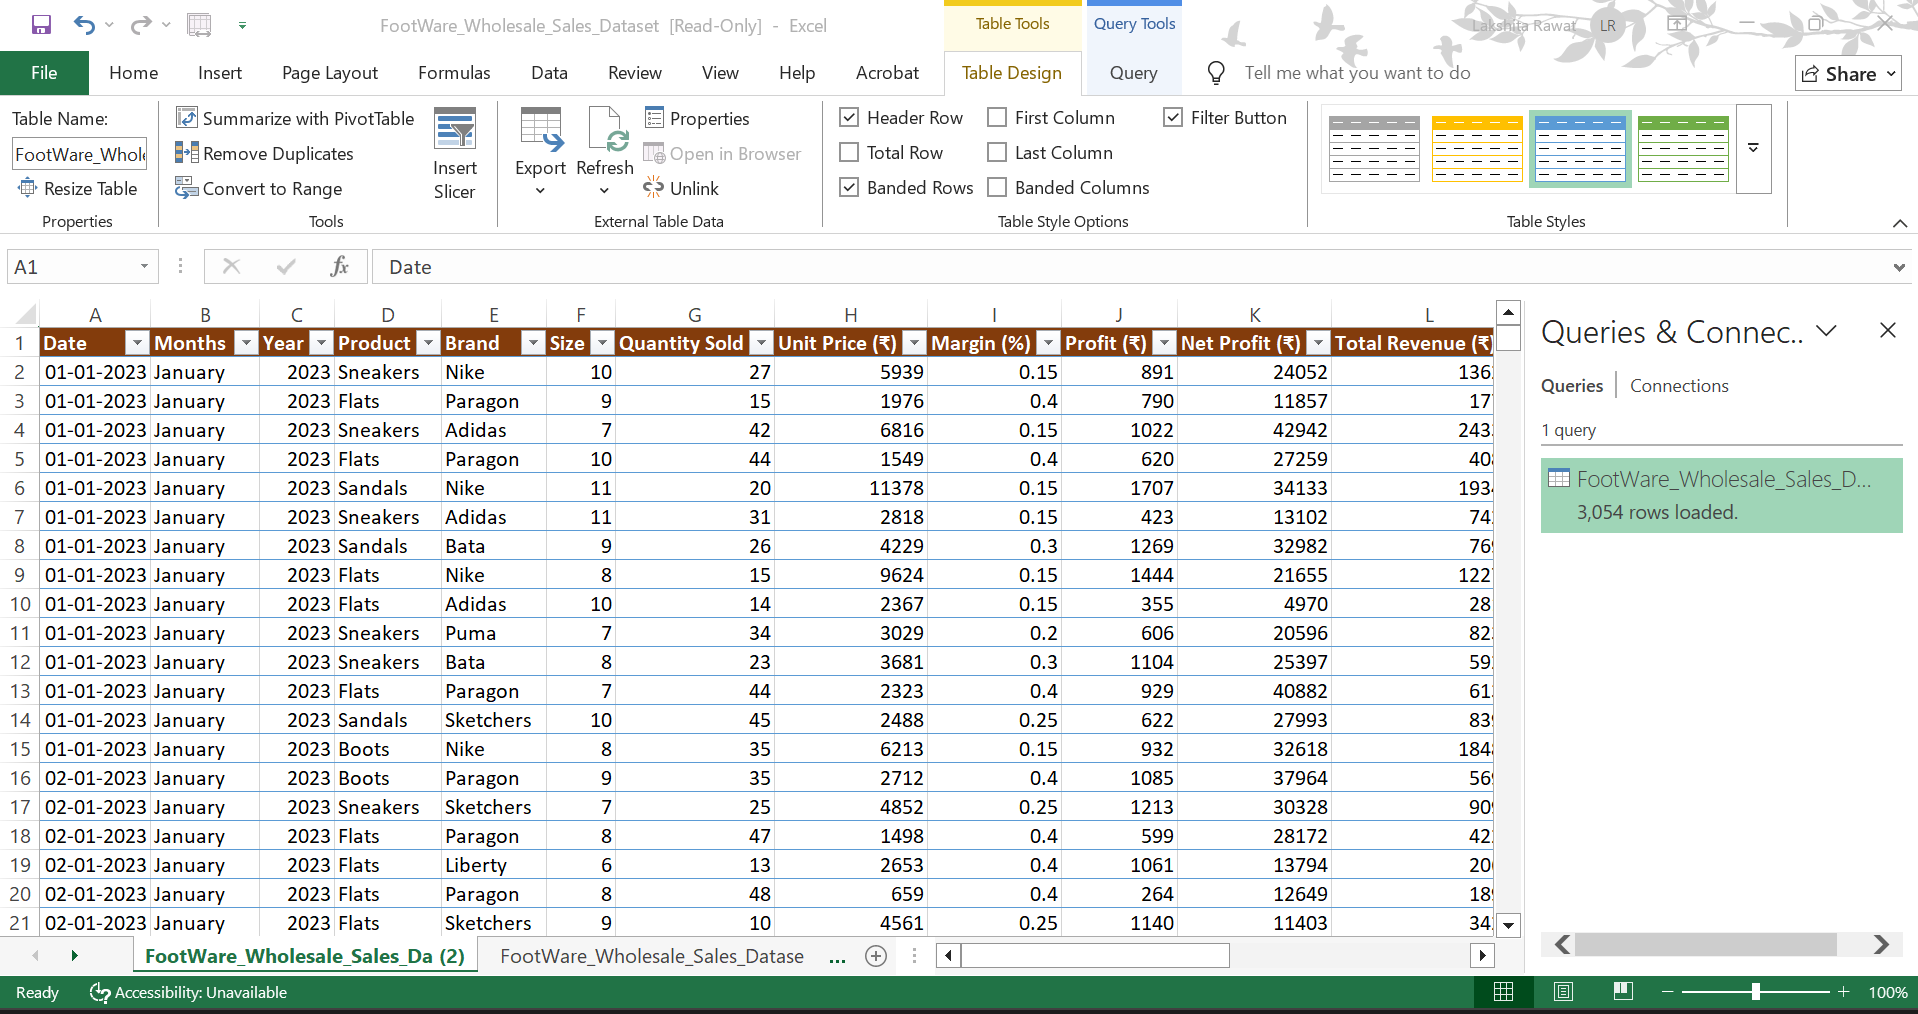 FootWare_Wholesale_Sales_Dataset [Read-Only] - Excel
Table Tools
Query Tools
Lakshita Rawat
LR
File Home Insert Page Layout Formulas Data Review View Help Acrobat Table Design Query Tell me what you want to do Share
Table Name:
FootWare_Whole
Resize Table
Properties
Summarize with PivotTable
Remove Duplicates
Convert to Range
Insert
Slicer
Tools
Export
Refresh
Properties
Open in Browser
Unlink
External Table Data
Header Row First Column Filter Button
Total Row Last Column
Banded Rows Banded Columns
Table Style Options
Table Styles
A1 fx Date
A B C D E F G H I J K L
1 Date Months Year Product Brand Size Quantity Sold Unit Price (₹) Margin (%) Profit (₹) Net Profit (₹) Total Revenue (₹)
2 01-01-2023 January 2023 Sneakers Nike 10 27 5939 0.15 891 24052 136
3 01-01-2023 January 2023 Flats Paragon 9 15 1976 0.4 790 11857 17
4 01-01-2023 January 2023 Sneakers Adidas 7 42 6816 0.15 1022 42942 243
5 01-01-2023 January 2023 Flats Paragon 10 44 1549 0.4 620 27259 40
6 01-01-2023 January 2023 Sandals Nike 11 20 11378 0.15 1707 34133 193
7 01-01-2023 January 2023 Sneakers Adidas 11 31 2818 0.15 423 13102 74
8 01-01-2023 January 2023 Sandals Bata 9 26 4229 0.3 1269 32982 76
9 01-01-2023 January 2023 Flats Nike 8 15 9624 0.15 1444 21655 122
10 01-01-2023 January 2023 Flats Adidas 10 14 2367 0.15 355 4970 28
11 01-01-2023 January 2023 Sneakers Puma 7 34 3029 0.2 606 20596 82
12 01-01-2023 January 2023 Sneakers Bata 8 23 3681 0.3 1104 25397 59
13 01-01-2023 January 2023 Flats Paragon 7 44 2323 0.4 929 40882 61
14 01-01-2023 January 2023 Sandals Sketchers 10 45 2488 0.25 622 27993 83
15 01-01-2023 January 2023 Boots Nike 8 35 6213 0.15 932 32618 184
16 02-01-2023 January 2023 Boots Paragon 9 35 2712 0.4 1085 37964 56
17 02-01-2023 January 2023 Sneakers Sketchers 7 25 4852 0.25 1213 30328 90
18 02-01-2023 January 2023 Flats Paragon 8 47 1498 0.4 599 28172 42
19 02-01-2023 January 2023 Flats Liberty 6 13 2653 0.4 1061 13794 20
20 02-01-2023 January 2023 Flats Paragon 8 48 659 0.4 264 12649 18
21 02-01-2023 January 2023 Flats Sketchers 9 10 4561 0.25 1140 11403 34
Queries & Connec..
Queries Connections
1 query
FootWare_Wholesale_Sales_D...
3,054 rows loaded.
FootWare_Wholesale_Sales_Da (2) FootWare_Wholesale_Sales_Datase ...
Ready Accessibility: Unavailable 100%